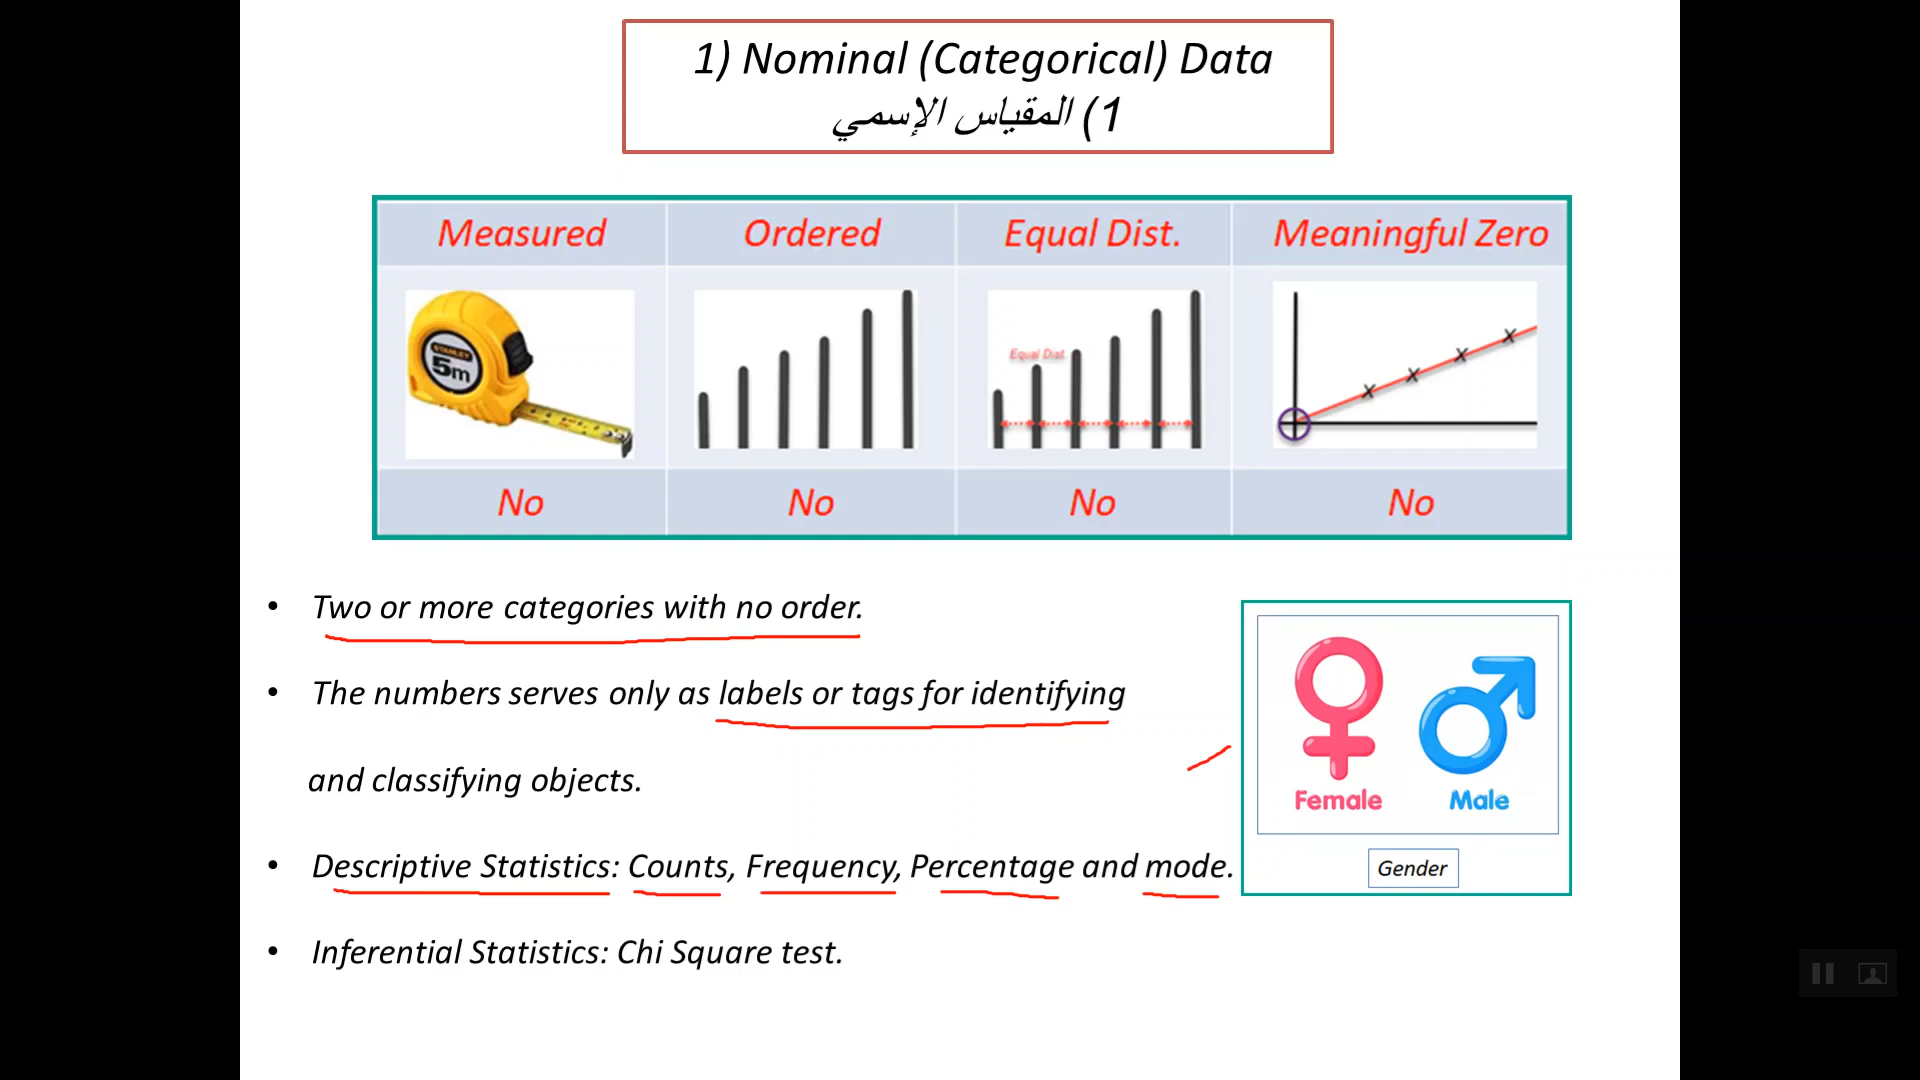 1) Nominal (Categorical) Data
1) المقياس الإسمي
Measured Ordered Equal Dist. Meaningful Zero
STANLEY
5m
Equal Dist.
No No No No
• Two or more categories with no order.
• The numbers serves only as labels or tags for identifying
and classifying objects.
• Descriptive Statistics: Counts, Frequency, Percentage and mode.
• Inferential Statistics: Chi Square test.
Female Male
Gender